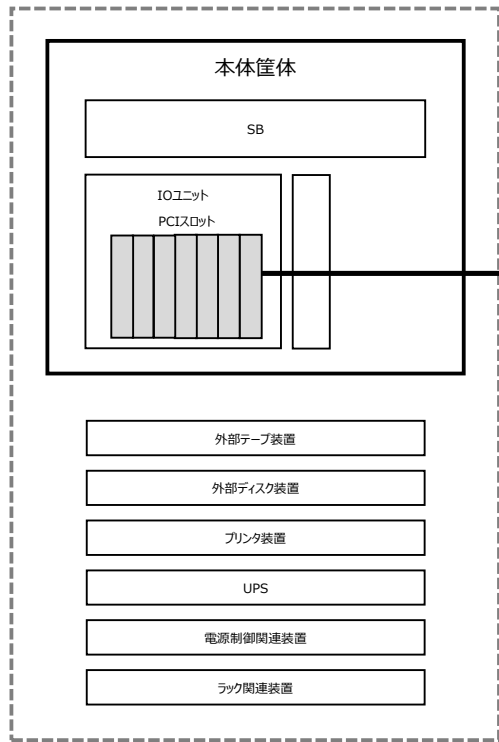 本体筐体
SB
IOユニット
PCIスロット
外部テープ装置
外部ディスク装置
プリンタ装置
UPS
電源制御関連装置
ラック関連装置